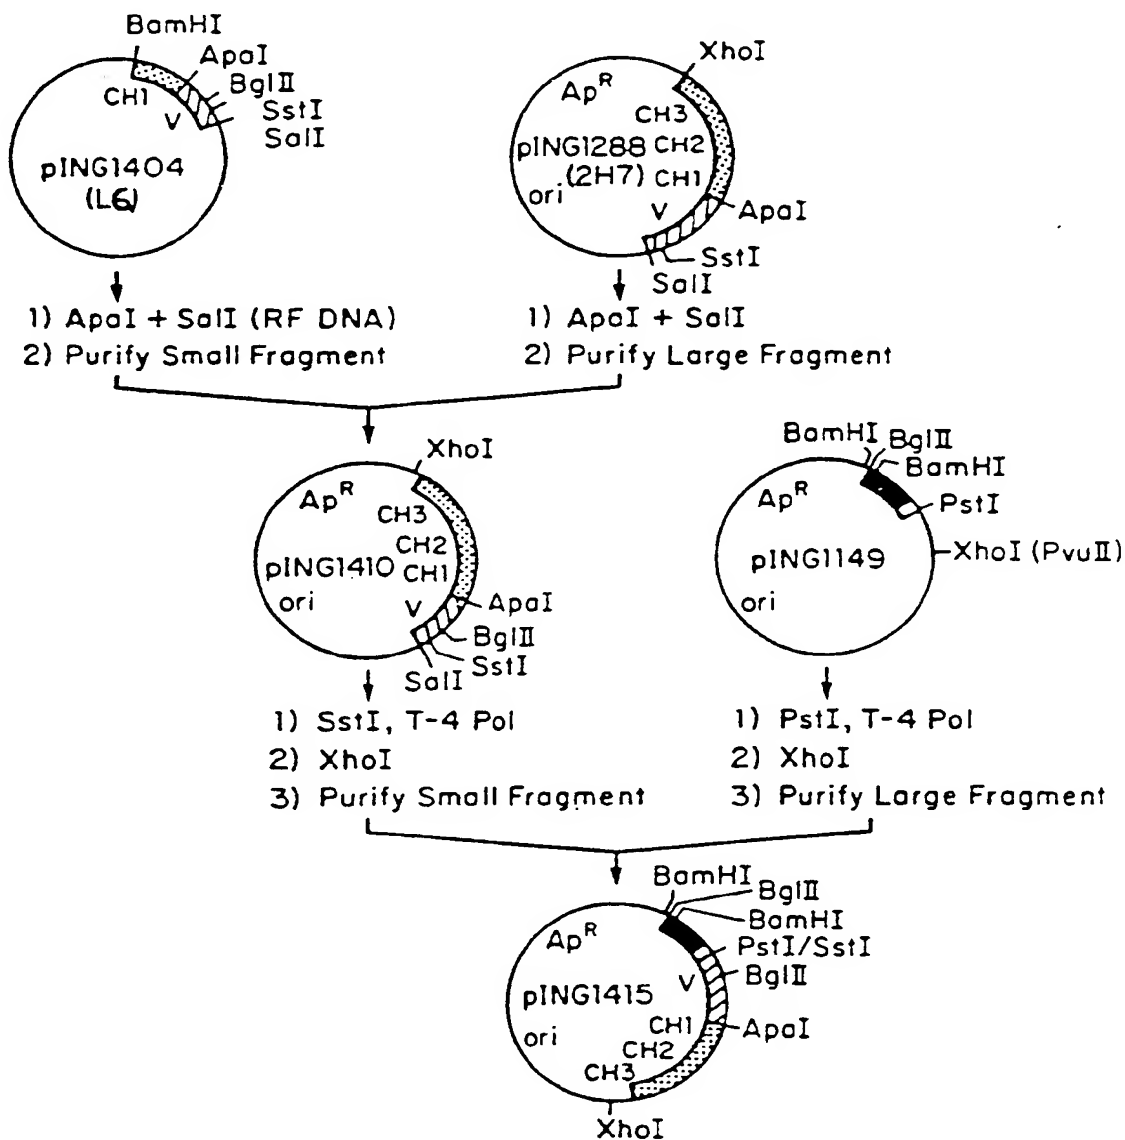 BamHI
ApaI
BglII
SstI
SalI
CH1
V
pING1404
(L6)
XhoI
Ap^R
CH3
pING1288 CH2
(2H7) CH1
ori
V
ApaI
SstI
SalI
1) ApaI + SalI (RF DNA)
2) Purify Small Fragment
1) ApaI + SalI
2) Purify Large Fragment
XhoI
Ap^R
CH3
CH2
pING1410 CH1
ori
V
ApaI
BglII
SstI
SalI
BamHI
BglII
BamHI
Ap^R
PstI
XhoI (PvuII)
pING1149
ori
1) SstI, T-4 Pol
2) XhoI
3) Purify Small Fragment
1) PstI, T-4 Pol
2) XhoI
3) Purify Large Fragment
BamHI
BglII
BamHI
Ap^R
PstI/SstI
V
BglII
pING1415
ori
CH1
ApaI
CH2
CH3
XhoI